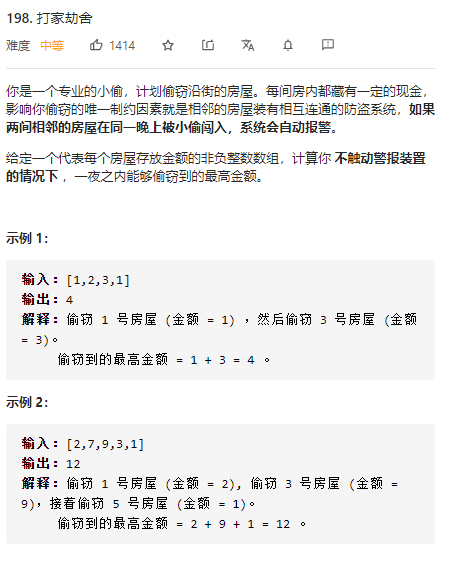 198. 打家劫舍
难度 中等 1414
你是一个专业的小偷，计划偷窃沿街的房屋。每间房内都藏有一定的现金，
影响你偷窃的唯一制约因素就是相邻的房屋装有相互连通的防盗系统，如果
两间相邻的房屋在同一晚上被小偷闯入，系统会自动报警。
给定一个代表每个房屋存放金额的非负整数数组，计算你 不触动警报装置
的情况下 ，一夜之内能够偷窃到的最高金额。
示例 1：
输入：[1,2,3,1]
输出：4
解释：偷窃 1 号房屋 (金额 = 1) ，然后偷窃 3 号房屋 (金额
= 3)。
偷窃到的最高金额 = 1 + 3 = 4 。
示例 2：
输入：[2,7,9,3,1]
输出：12
解释：偷窃 1 号房屋 (金额 = 2), 偷窃 3 号房屋 (金额 =
9)，接着偷窃 5 号房屋 (金额 = 1)。
偷窃到的最高金额 = 2 + 9 + 1 = 12 。